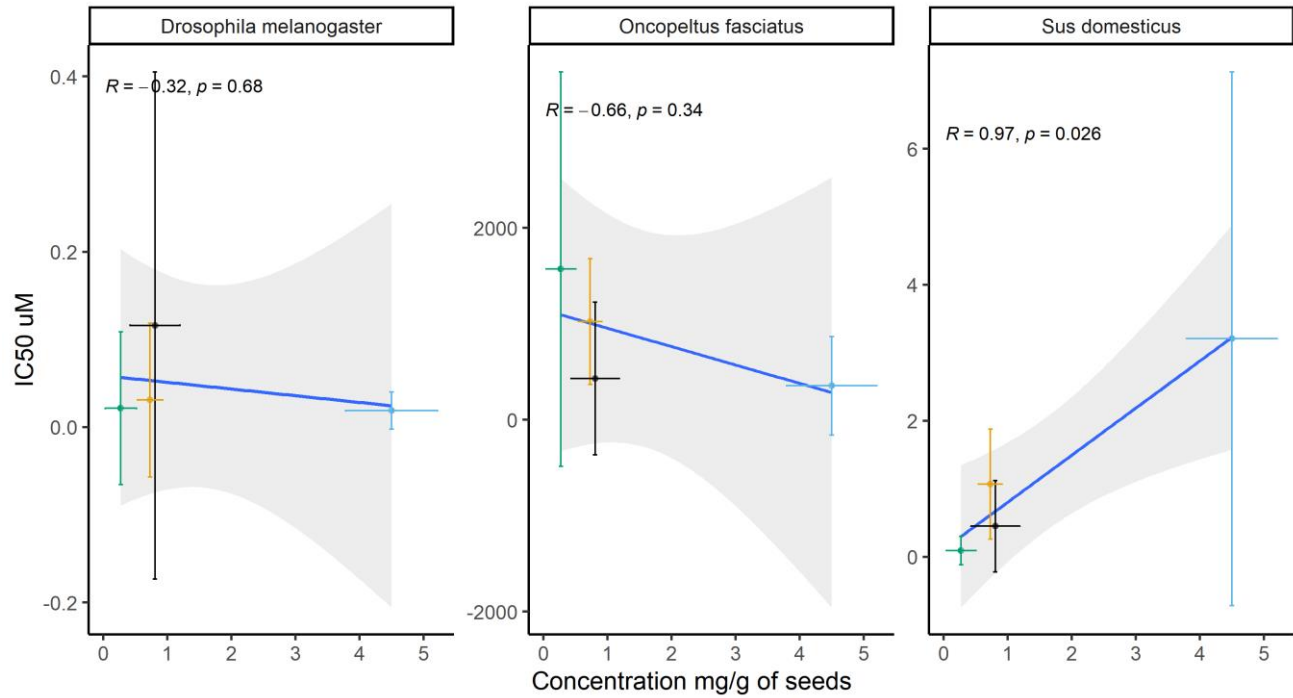 Drosophila melanogaster
Oncopeltus fasciatus
Sus domesticus
IC50 uM
R = −0.32, p = 0.68
0.4
0.2
0.0
-0.2
0 1 2 3 4 5
R = −0.66, p = 0.34
2000
0
-2000
0 1 2 3 4 5
R = 0.97, p = 0.026
6
4
2
0
0 1 2 3 4 5
Concentration mg/g of seeds